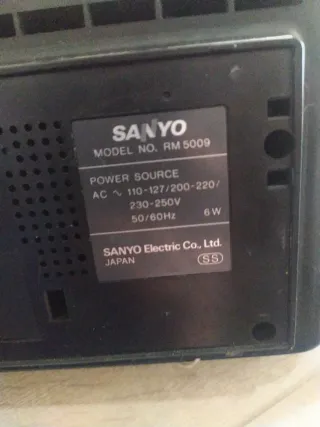 SANYO
MODEL NO. RM 5009
POWER SOURCE
AC ∿ 110-127/200-220/
230-250V
50/60Hz 6W
SANYO Electric Co., Ltd.
JAPAN SS